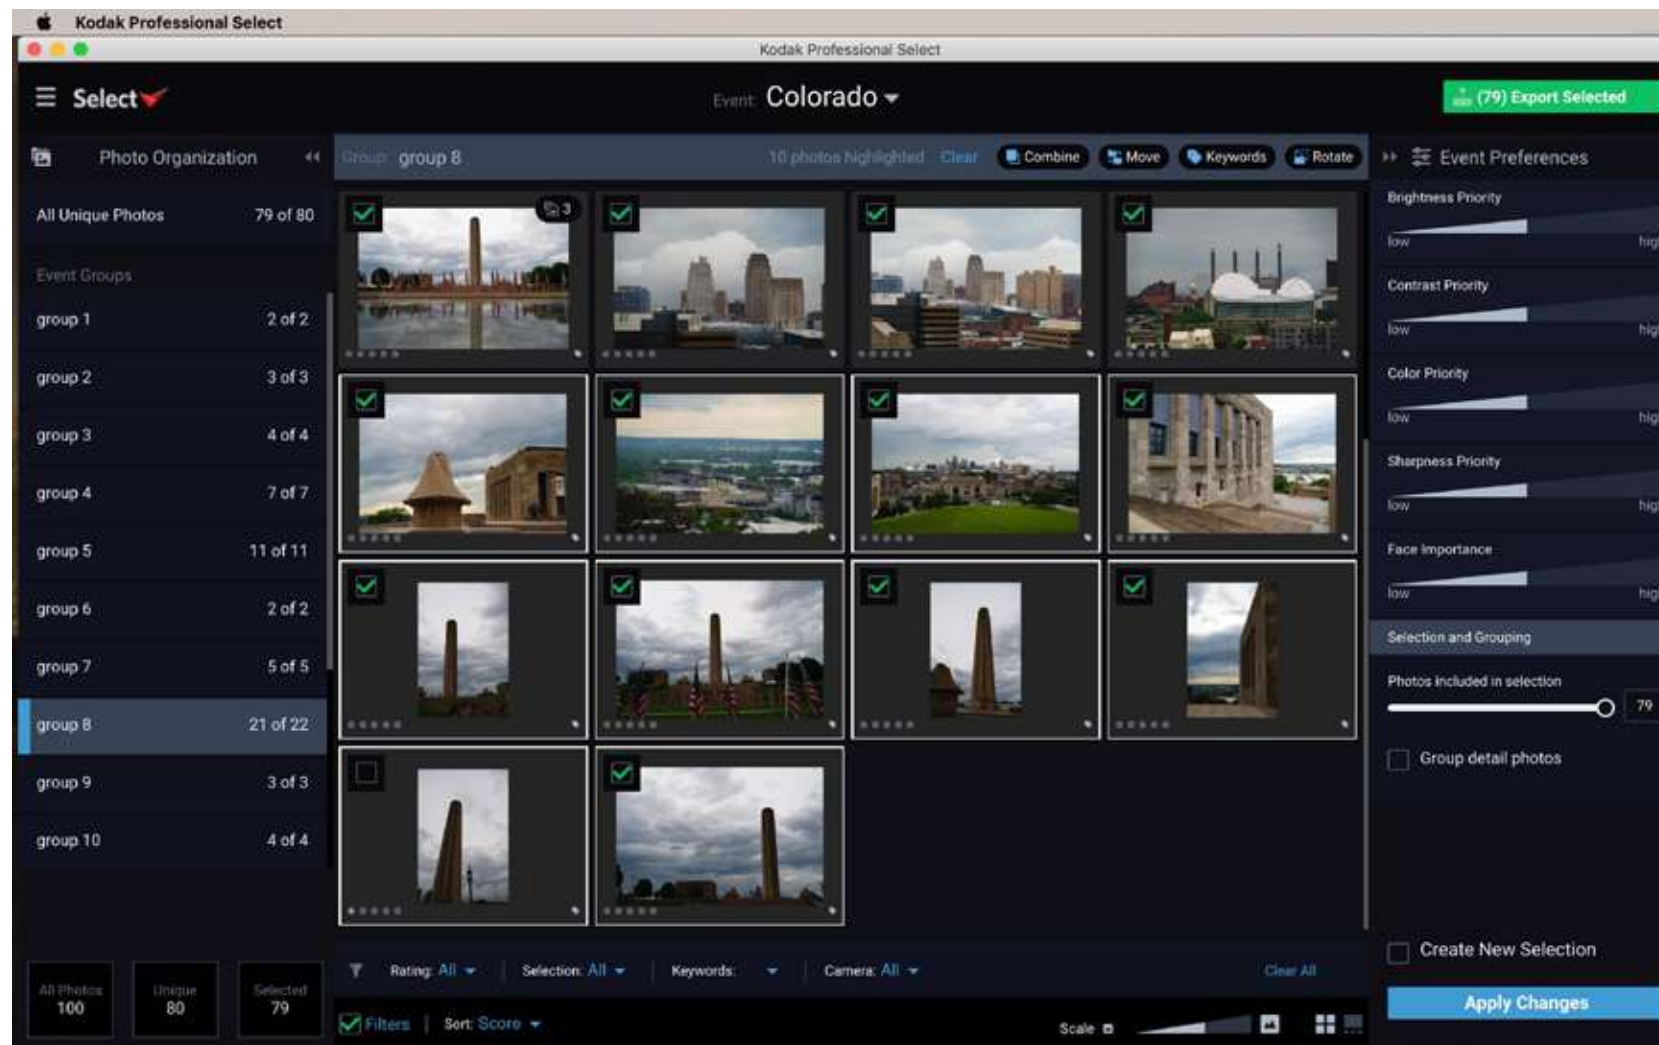 Kodak Professional Select
Kodak Professional Select
Select
Event: Colorado
(79) Export Selected
Photo Organization
Group: group 8
10 photos highlighted Clear
Combine
Move
Keywords
Rotate
Event Preferences
All Unique Photos 79 of 80
Event Groups
group 1 2 of 2
group 2 3 of 3
group 3 4 of 4
group 4 7 of 7
group 5 11 of 11
group 6 2 of 2
group 7 5 of 5
group 8 21 of 22
group 9 3 of 3
group 10 4 of 4
All Photos
100
Unique
80
Selected
79
3
Rating: All
Selection: All
Keywords:
Camera: All
Clear All
Filters
Sort: Score
Scale
Brightness Priority
low hig
Contrast Priority
low hig
Color Priority
low hig
Sharpness Priority
low hig
Face Importance
low hig
Selection and Grouping
Photos included in selection
79
Group detail photos
Create New Selection
Apply Changes